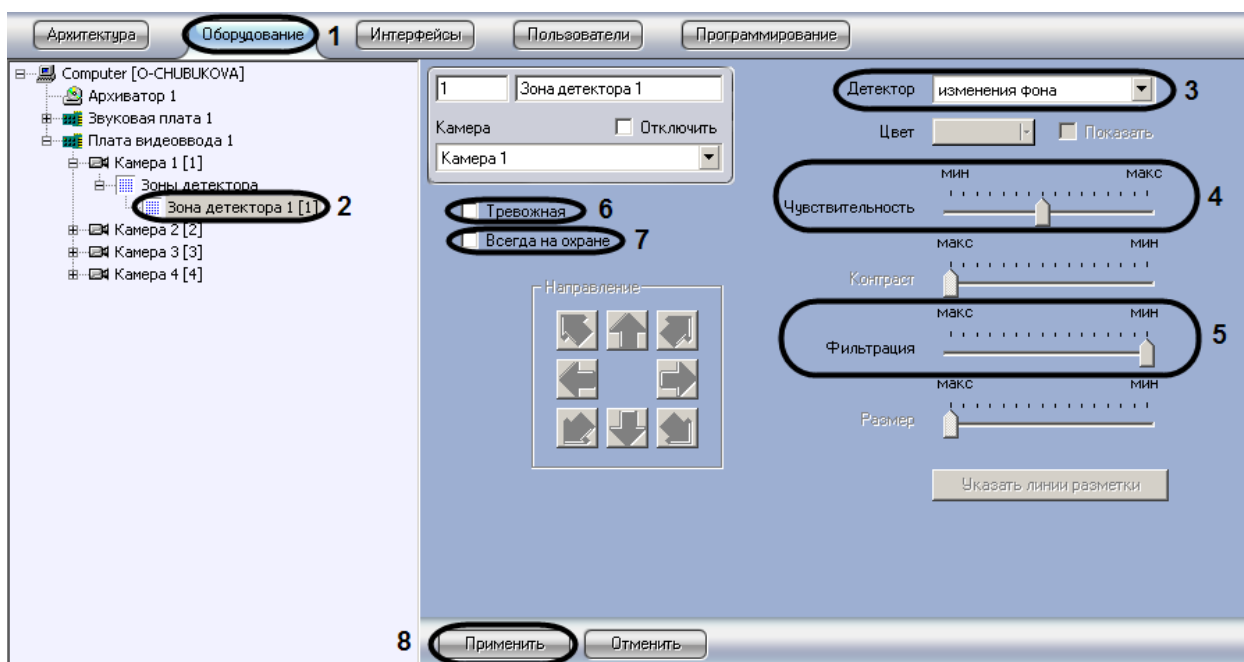 Архитектура Оборудование 1 Интерфейсы Пользователи Программирование
Computer [O-CHUBUKOVA]
Архиватор 1
Звуковая плата 1
Плата видеоввода 1
Камера 1 [1]
Зоны детектора
Зона детектора 1 [1] 2
Камера 2 [2]
Камера 3 [3]
Камера 4 [4]
1 Зона детектора 1
Камера Отключить
Камера 1
Тревожная 6
Всегда на охране 7
Направление
Детектор изменения фона 3
Цвет Показать
мин макс
Чувствительность 4
макс мин
Контраст
макс мин
Фильтрация 5
макс мин
Размер
Указать линии разметки
8 Применить Отменить